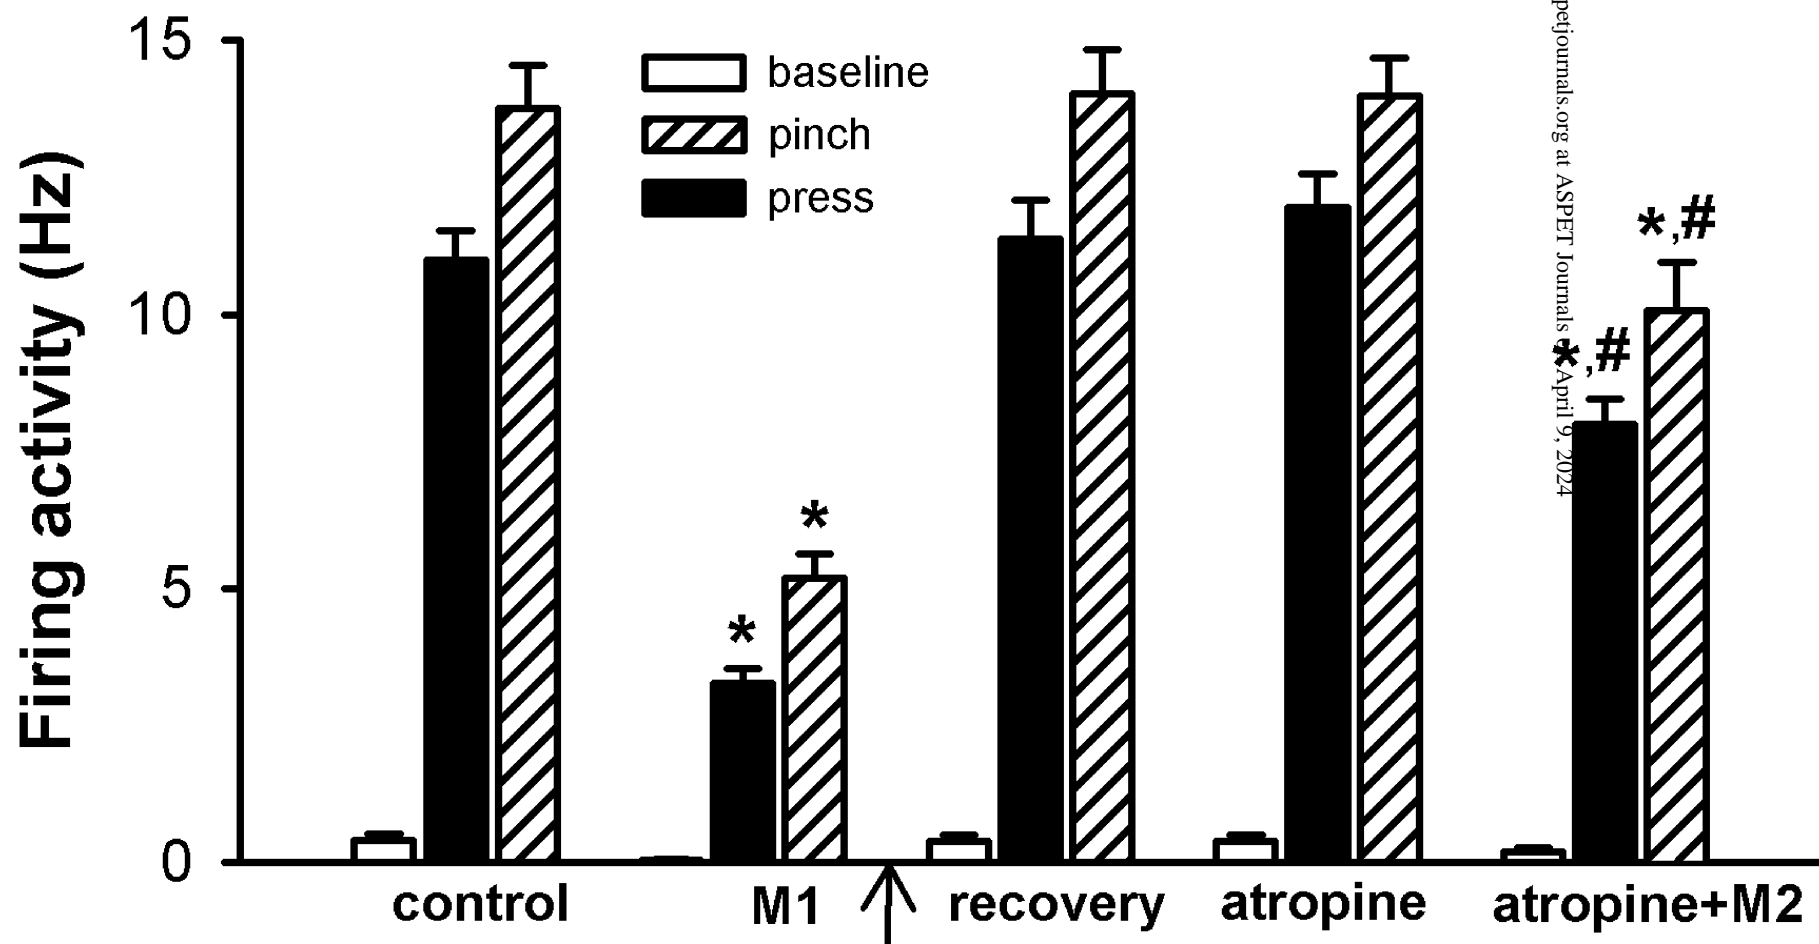 Firing activity (Hz)
15
10
5
0
baseline
pinch
press
*
*
*,#
*,#
control
M1
recovery
atropine
atropine+M2
petjournals.org at ASPET Journals April 9, 2024